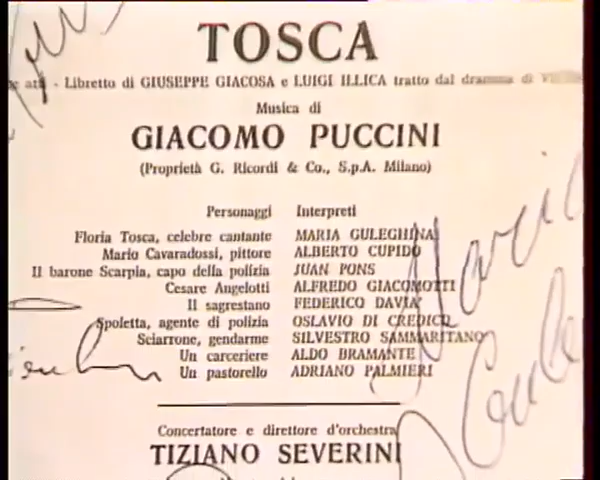 TOSCA
Libretto di GIUSEPPE GIACOSA e LUIGI ILLICA tratto dal dramma di
Musica di
GIACOMO PUCCINI
(Proprietà G. Ricordi & Co., S.p.A. Milano)
Personaggi Interpreti
Floria Tosca, celebre cantante MARIA GULEGHINA
Mario Cavaradossi, pittore ALBERTO CUPIDO
Il barone Scarpia, capo della polizia JUAN PONS
Cesare Angelotti ALFREDO GIACOMOTTI
Il sagrestano FEDERICO DAVIA
Spoletta, agente di polizia OSLAVIO DI CREDICO
Sciarrone, gendarme SILVESTRO SAMMARITANO
Un carceriere ALDO BRAMANTE
Un pastorello ADRIANO PALMIERI
Concertatore e direttore d'orchestra
TIZIANO SEVERINI